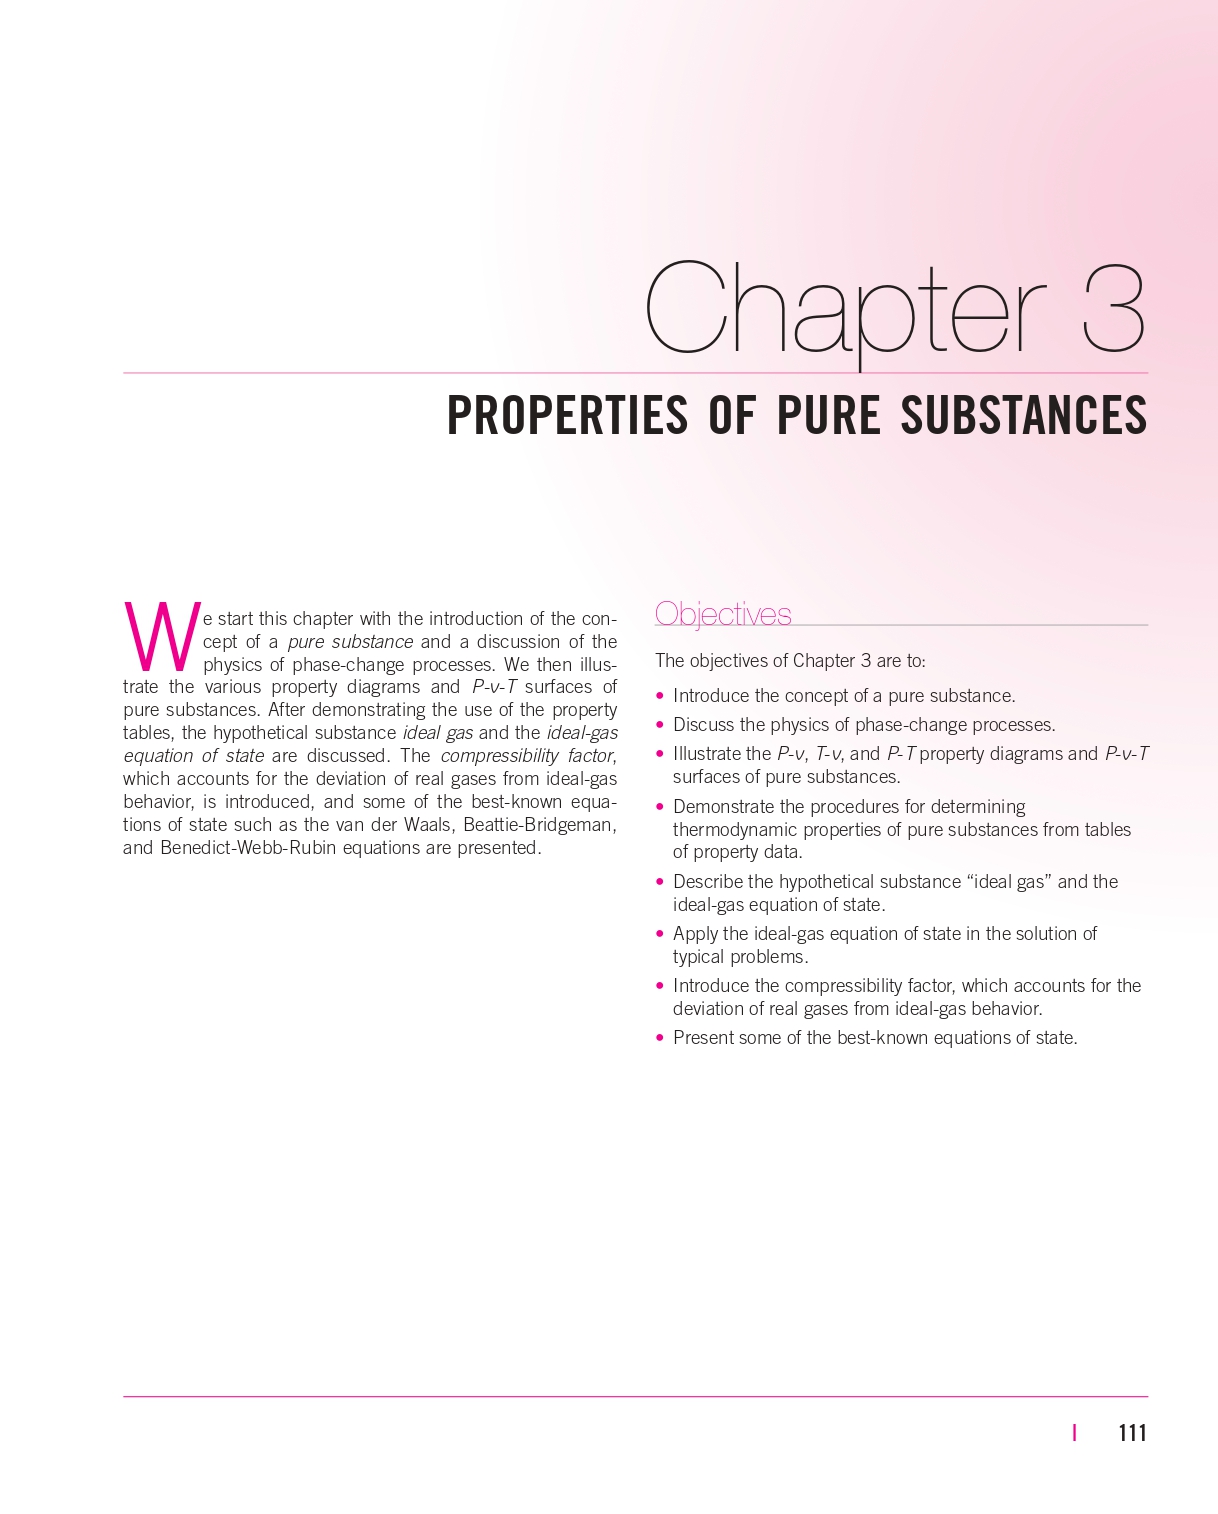 Chapter 3
PROPERTIES OF PURE SUBSTANCES
We start this chapter with the introduction of the con-
cept of a pure substance and a discussion of the
physics of phase-change processes. We then illus-
trate the various property diagrams and P-v-T surfaces of
pure substances. After demonstrating the use of the property
tables, the hypothetical substance ideal gas and the ideal-gas
equation of state are discussed. The compressibility factor,
which accounts for the deviation of real gases from ideal-gas
behavior, is introduced, and some of the best-known equa-
tions of state such as the van der Waals, Beattie-Bridgeman,
and Benedict-Webb-Rubin equations are presented.
Objectives
The objectives of Chapter 3 are to:
• Introduce the concept of a pure substance.
• Discuss the physics of phase-change processes.
• Illustrate the P-v, T-v, and P-T property diagrams and P-v-T
surfaces of pure substances.
• Demonstrate the procedures for determining
thermodynamic properties of pure substances from tables
of property data.
• Describe the hypothetical substance “ideal gas” and the
ideal-gas equation of state.
• Apply the ideal-gas equation of state in the solution of
typical problems.
• Introduce the compressibility factor, which accounts for the
deviation of real gases from ideal-gas behavior.
• Present some of the best-known equations of state.
| 111